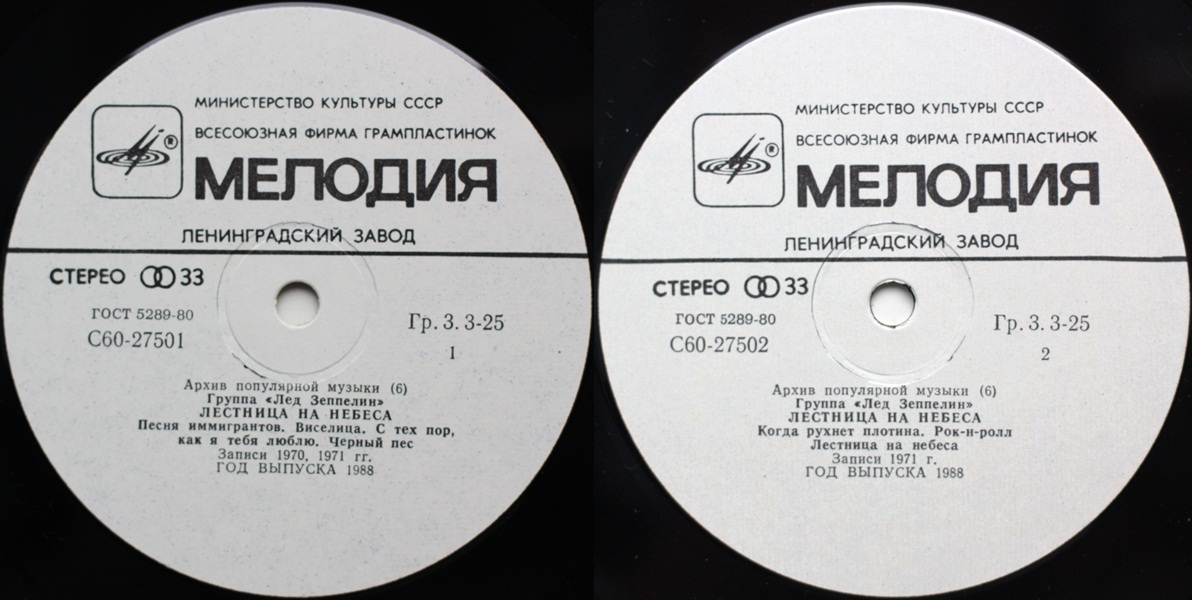 МИНИСТЕРСТВО КУЛЬТУРЫ СССР
ВСЕСОЮЗНАЯ ФИРМА ГРАМПЛАСТИНОК
®
МЕЛОДИЯ
ЛЕНИНГРАДСКИЙ ЗАВОД
СТЕРЕО 33
ГОСТ 5289-80
С60-27501
Гр. 3. 3-25
1
Архив популярной музыки (6)
Группа «Лед Зеппелин»
ЛЕСТНИЦА НА НЕБЕСА
Песня иммигрантов. Виселица. С тех пор,
как я тебя люблю. Черный пес
Записи 1970, 1971 гг.
ГОД ВЫПУСКА 1988
МИНИСТЕРСТВО КУЛЬТУРЫ СССР
ВСЕСОЮЗНАЯ ФИРМА ГРАМПЛАСТИНОК
®
МЕЛОДИЯ
ЛЕНИНГРАДСКИЙ ЗАВОД
СТЕРЕО 33
ГОСТ 5289-80
С60-27502
Гр. 3. 3-25
2
Архив популярной музыки (6)
Группа «Лед Зеппелин»
ЛЕСТНИЦА НА НЕБЕСА
Когда рухнет плотина. Рок-н-ролл
Лестница на небеса
Записи 1971 г.
ГОД ВЫПУСКА 1988